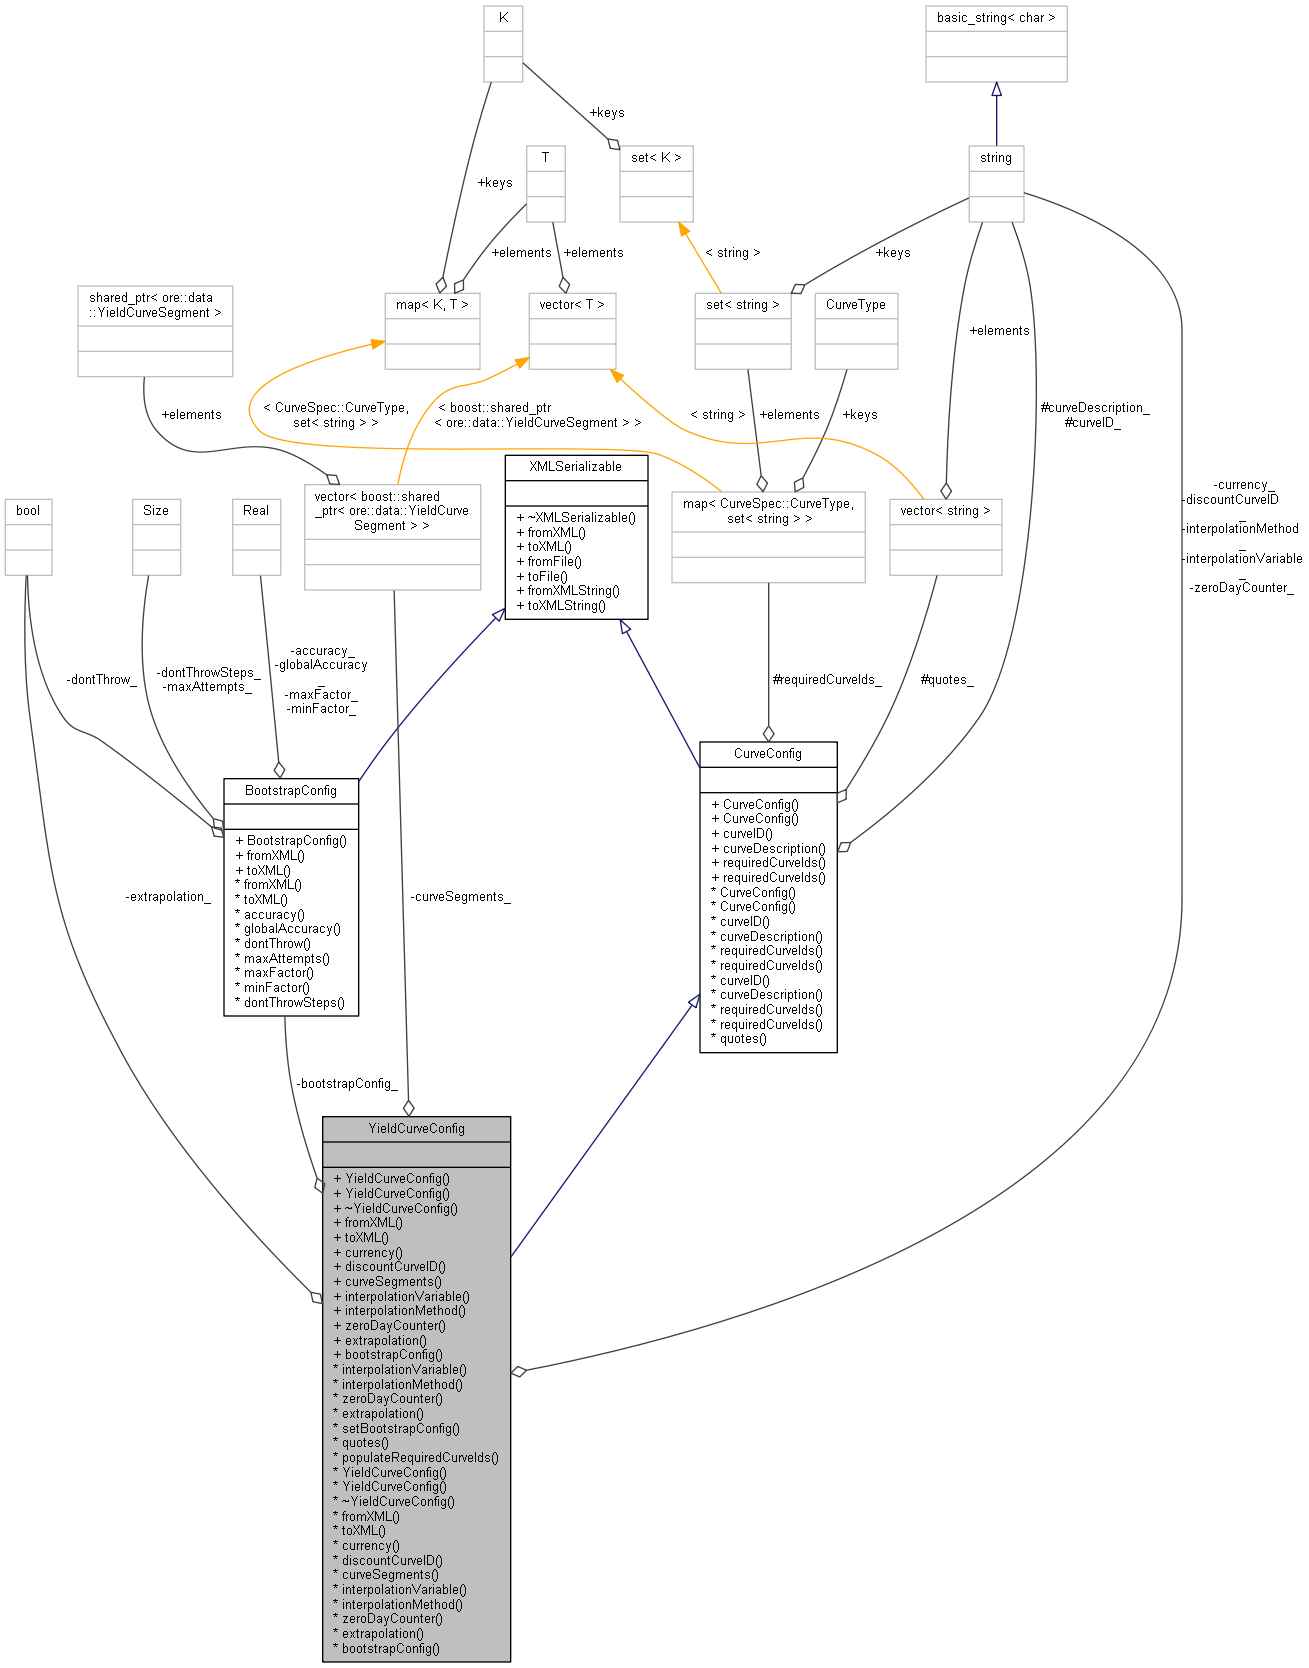 K
basic_string< char >
+keys
T
set< K >
string
+keys
+elements
+elements
< string >
+keys
shared_ptr< ore::data
::YieldCurveSegment >
map< K, T >
vector< T >
set< string >
CurveType
+elements
+elements
< CurveSpec::CurveType,
set< string > >
< boost::shared_ptr
< ore::data::YieldCurveSegment > >
< string >
+elements
+keys
#curveDescription_
#curveID_
XMLSerializable
+ ~XMLSerializable()
+ fromXML()
+ toXML()
+ fromFile()
+ toFile()
+ fromXMLString()
+ toXMLString()
bool
Size
Real
vector< boost::shared
_ptr< ore::data::YieldCurve
Segment > >
map< CurveSpec::CurveType,
set< string > >
vector< string >
-currency_
-discountCurveID
_
-interpolationMethod
_
-interpolationVariable
_
-zeroDayCounter_
-dontThrow_
-dontThrowSteps_
-maxAttempts_
-accuracy_
-globalAccuracy
_
-maxFactor_
-minFactor_
#requiredCurveIds_
#quotes_
BootstrapConfig
+ BootstrapConfig()
+ fromXML()
+ toXML()
* fromXML()
* toXML()
* accuracy()
* globalAccuracy()
* dontThrow()
* maxAttempts()
* maxFactor()
* minFactor()
* dontThrowSteps()
CurveConfig
+ CurveConfig()
+ CurveConfig()
+ curveID()
+ curveDescription()
+ requiredCurveIds()
+ requiredCurveIds()
* CurveConfig()
* CurveConfig()
* curveID()
* curveDescription()
* requiredCurveIds()
* requiredCurveIds()
* curveID()
* curveDescription()
* requiredCurveIds()
* requiredCurveIds()
* quotes()
-extrapolation_
-curveSegments_
-bootstrapConfig_
YieldCurveConfig
+ YieldCurveConfig()
+ YieldCurveConfig()
+ ~YieldCurveConfig()
+ fromXML()
+ toXML()
+ currency()
+ discountCurveID()
+ curveSegments()
+ interpolationVariable()
+ interpolationMethod()
+ zeroDayCounter()
+ extrapolation()
+ bootstrapConfig()
* interpolationVariable()
* interpolationMethod()
* zeroDayCounter()
* extrapolation()
* setBootstrapConfig()
* quotes()
* populateRequiredCurveIds()
* YieldCurveConfig()
* YieldCurveConfig()
* ~YieldCurveConfig()
* fromXML()
* toXML()
* currency()
* discountCurveID()
* curveSegments()
* interpolationVariable()
* interpolationMethod()
* zeroDayCounter()
* extrapolation()
* bootstrapConfig()